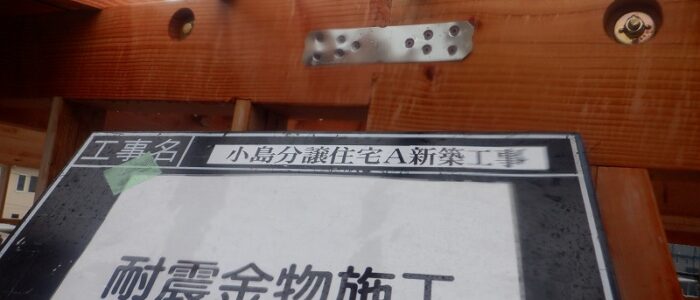 工事名
小島分譲住宅A新築工事
耐震金物施工